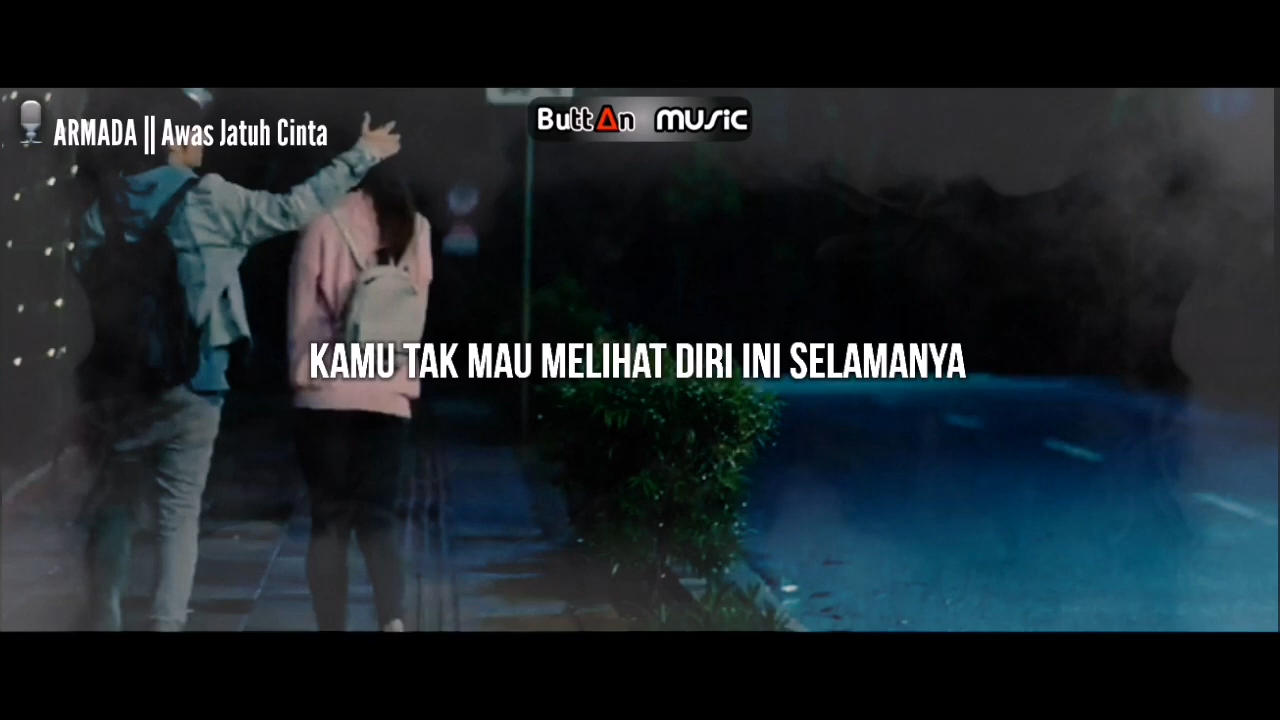 ARMADA || Awas Jatuh Cinta
ButtAn music
KAMU TAK MAU MELIHAT DIRI INI SELAMANYA